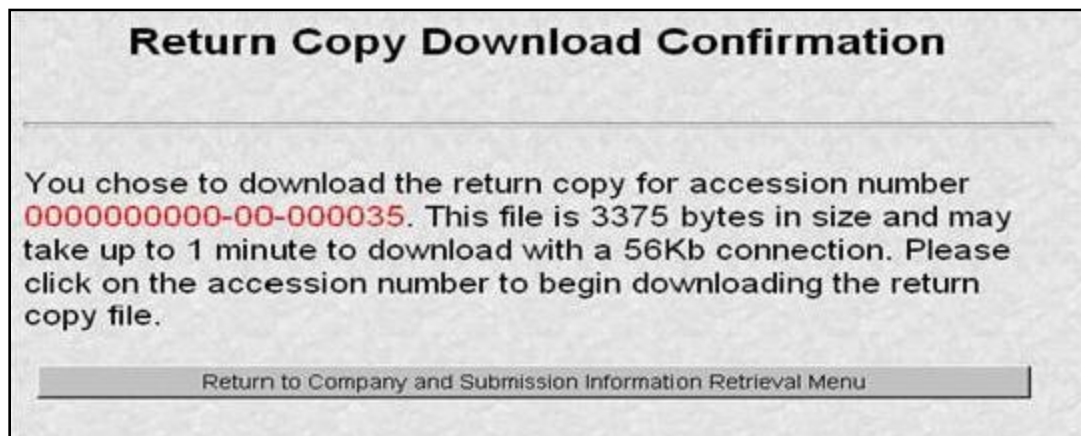 Return Copy Download Confirmation
You chose to download the return copy for accession number
0000000000-00-000035. This file is 3375 bytes in size and may
take up to 1 minute to download with a 56Kb connection. Please
click on the accession number to begin downloading the return
copy file.
Return to Company and Submission Information Retrieval Menu